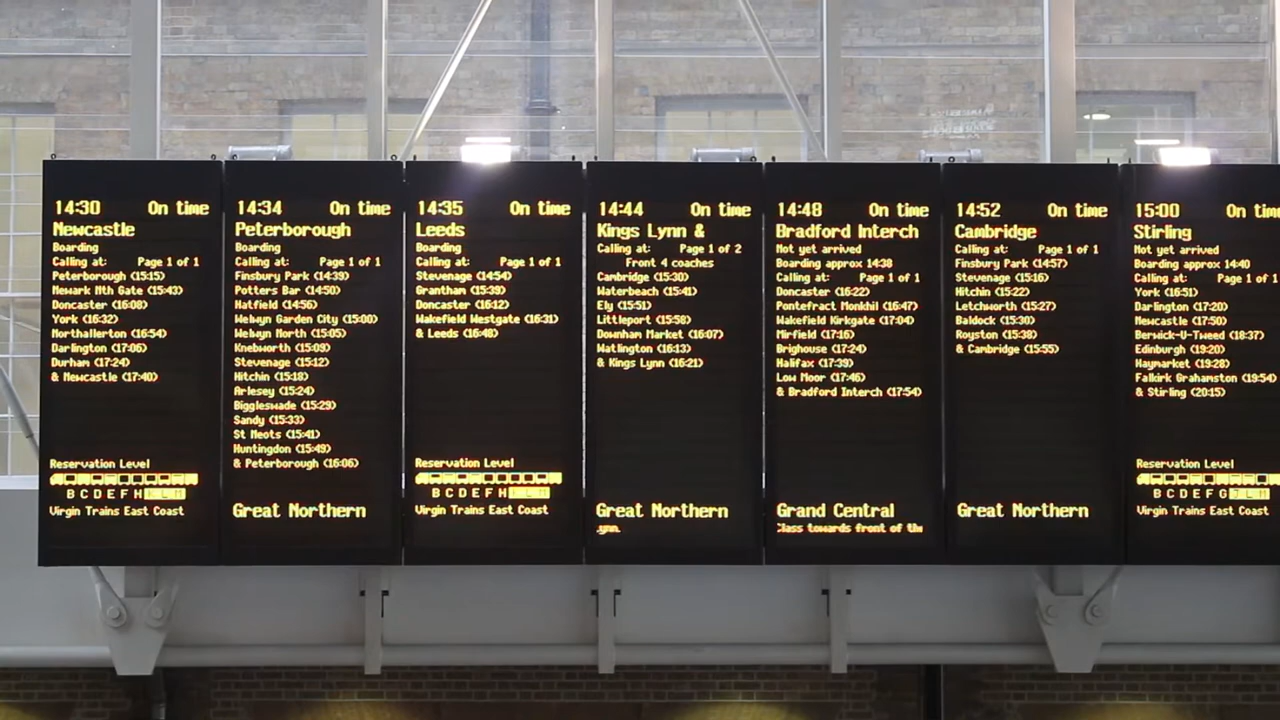 14:30 On time
Newcastle
Boarding
Calling at: Page 1 of 1
Peterborough (15:15)
Newark Nth Gate (15:43)
Doncaster (16:08)
York (16:32)
Northallerton (16:54)
Darlington (17:06)
Durham (17:24)
& Newcastle (17:40)
Reservation Level
B C D E F H K L M
Virgin Trains East Coast
14:34 On time
Peterborough
Boarding
Calling at: Page 1 of 1
Finsbury Park (14:39)
Potters Bar (14:50)
Hatfield (14:56)
Welwyn Garden City (15:00)
Welwyn North (15:05)
Knebworth (15:09)
Stevenage (15:12)
Hitchin (15:18)
Arlesey (15:24)
Biggleswade (15:29)
Sandy (15:33)
St Neots (15:41)
Huntingdon (15:49)
& Peterborough (16:06)
Great Northern
14:35 On time
Leeds
Boarding
Calling at: Page 1 of 1
Stevenage (14:54)
Grantham (15:39)
Doncaster (16:12)
Wakefield Westgate (16:31)
& Leeds (16:48)
Reservation Level
B C D E F H L M
Virgin Trains East Coast
14:44 On time
Kings Lynn &
Calling at: Page 1 of 2
Front 4 coaches
Cambridge (15:30)
Waterbeach (15:41)
Ely (15:51)
Littleport (15:58)
Downham Market (16:07)
Watlington (16:13)
& Kings Lynn (16:21)
Great Northern
ynn.
14:48 On time
Bradford Interch
Not yet arrived
Boarding approx 14:38
Calling at: Page 1 of 1
Doncaster (16:22)
Pontefract Monkhil (16:47)
Wakefield Kirkgate (17:04)
Mirfield (17:16)
Brighouse (17:24)
Halifax (17:39)
Low Moor (17:46)
& Bradford Interch (17:54)
Grand Central
Class towards front of the
14:52 On time
Cambridge
Calling at: Page 1 of 1
Finsbury Park (14:57)
Stevenage (15:16)
Hitchin (15:22)
Letchworth (15:27)
Baldock (15:30)
Royston (15:38)
& Cambridge (15:55)
Great Northern
15:00 On tim
Stirling
Not yet arrived
Boarding approx 14:40
Calling at: Page 1 of 1
York (16:51)
Darlington (17:20)
Newcastle (17:50)
Berwick-U-Tweed (18:37)
Edinburgh (19:20)
Haymarket (19:28)
Falkirk Grahamston (19:54)
& Stirling (20:15)
Reservation Level
B C D E F G J L M
Virgin Trains East Coast